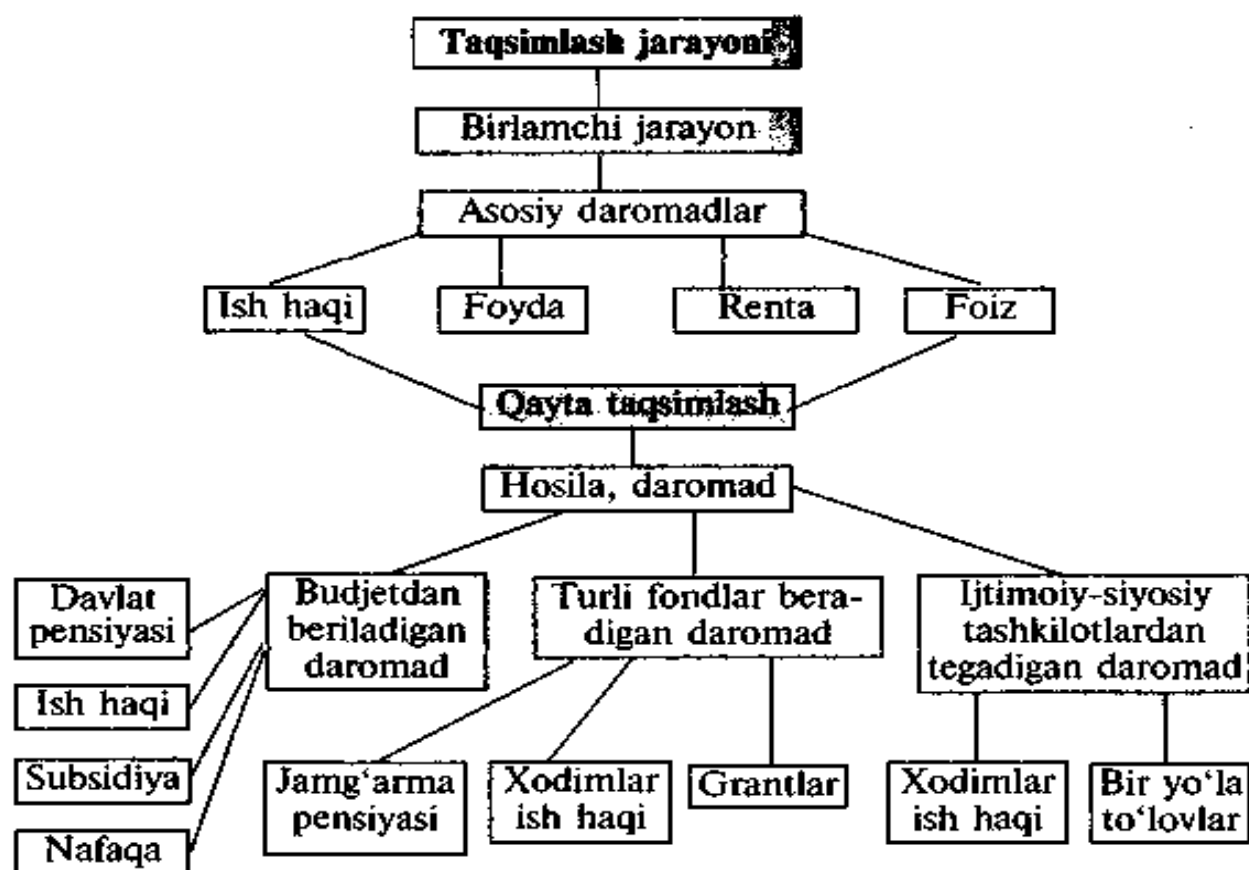 Taqsimlash jarayoni
Birlamchi jarayon
Asosiy daromadlar
Ish haqi
Foyda
Renta
Foiz
Qayta taqsimlash
Hosila, daromad
Davlat
pensiyasi
Ish haqi
Subsidiya
Nafaqa
Budjetdan
beriladigan
daromad
Turli fondlar bera-
digan daromad
Ijtimoiy-siyosiy
tashkilotlardan
tegadigan daromad
Jamg‘arma
pensiyasi
Xodimlar
ish haqi
Grantlar
Xodimlar
ish haqi
Bir yo‘la
to‘lovlar